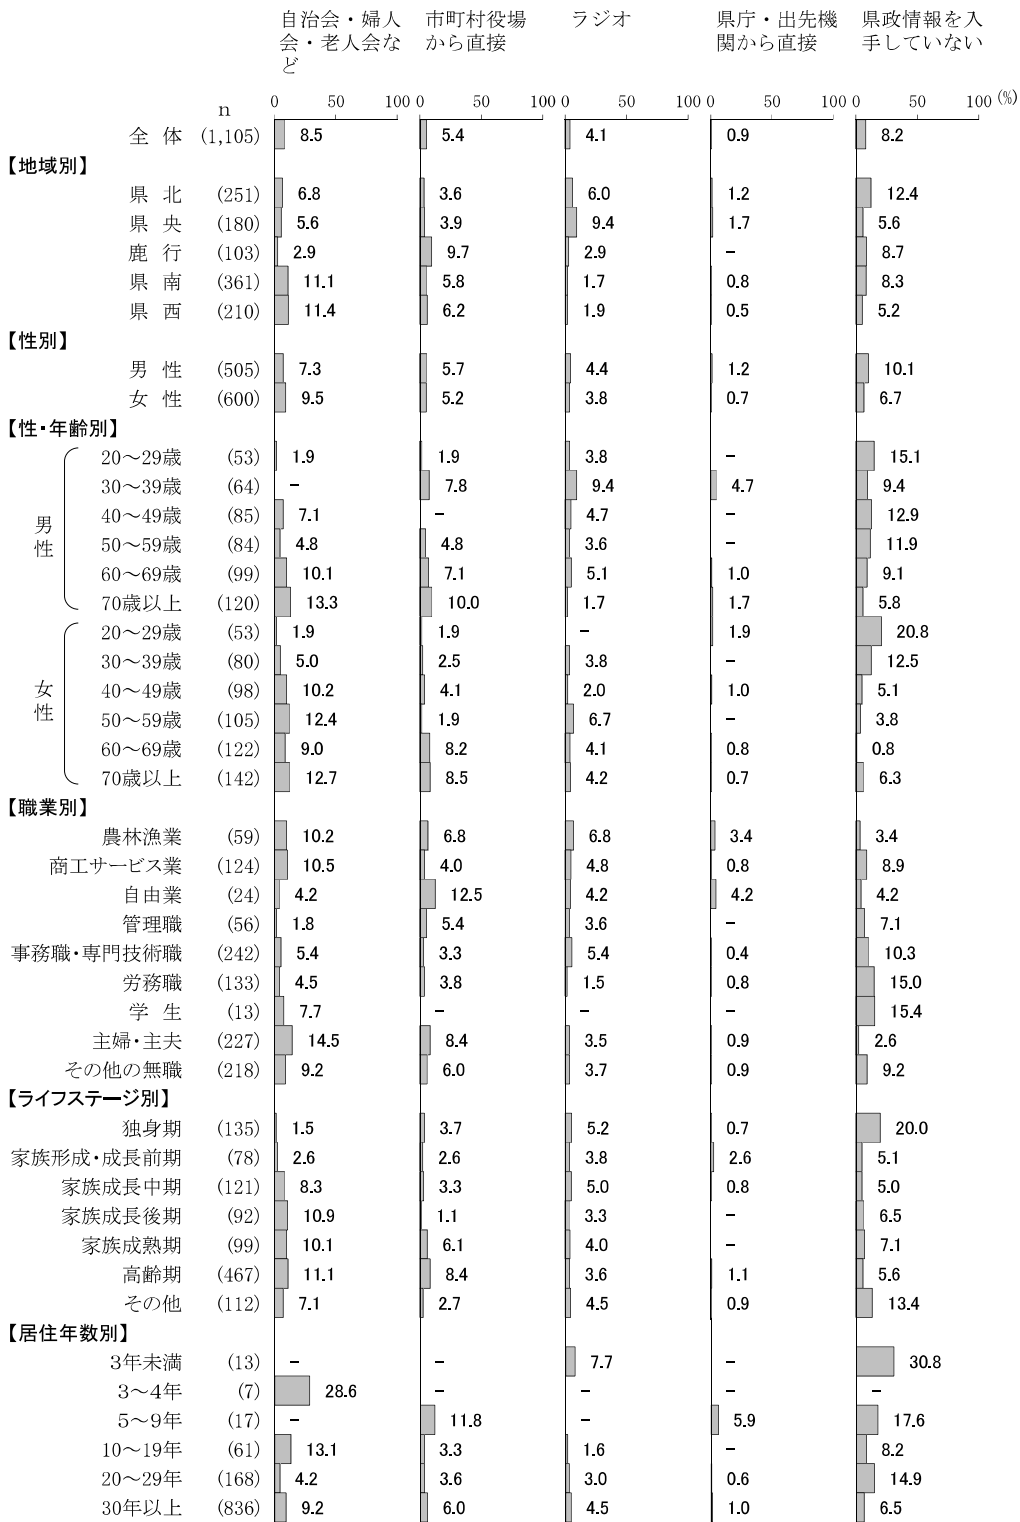 自治会・婦人会・老人会など 市町村役場から直接 ラジオ 県庁・出先機関から直接 県政情報を入手していない
n 0 50 100 0 50 100 0 50 100 0 50 100 0 50 100 (%)
全体 (1,105) 8.5 5.4 4.1 0.9 8.2
【地域別】
県北 (251) 6.8 3.6 6.0 1.2 12.4
県央 (180) 5.6 3.9 9.4 1.7 5.6
鹿行 (103) 2.9 9.7 2.9 - 8.7
県南 (361) 11.1 5.8 1.7 0.8 8.3
県西 (210) 11.4 6.2 1.9 0.5 5.2
【性別】
男性 (505) 7.3 5.7 4.4 1.2 10.1
女性 (600) 9.5 5.2 3.8 0.7 6.7
【性・年齢別】
男性
20～29歳 (53) 1.9 1.9 3.8 - 15.1
30～39歳 (64) - 7.8 9.4 4.7 9.4
40～49歳 (85) 7.1 - 4.7 - 12.9
50～59歳 (84) 4.8 4.8 3.6 - 11.9
60～69歳 (99) 10.1 7.1 5.1 1.0 9.1
70歳以上 (120) 13.3 10.0 1.7 1.7 5.8
女性
20～29歳 (53) 1.9 1.9 - 1.9 20.8
30～39歳 (80) 5.0 2.5 3.8 - 12.5
40～49歳 (98) 10.2 4.1 2.0 1.0 5.1
50～59歳 (105) 12.4 1.9 6.7 - 3.8
60～69歳 (122) 9.0 8.2 4.1 0.8 0.8
70歳以上 (142) 12.7 8.5 4.2 0.7 6.3
【職業別】
農林漁業 (59) 10.2 6.8 6.8 3.4 3.4
商工サービス業 (124) 10.5 4.0 4.8 0.8 8.9
自由業 (24) 4.2 12.5 4.2 4.2 4.2
管理職 (56) 1.8 5.4 3.6 - 7.1
事務職・専門技術職 (242) 5.4 3.3 5.4 0.4 10.3
労務職 (133) 4.5 3.8 1.5 0.8 15.0
学生 (13) 7.7 - - - 15.4
主婦・主夫 (227) 14.5 8.4 3.5 0.9 2.6
その他の無職 (218) 9.2 6.0 3.7 0.9 9.2
【ライフステージ別】
独身期 (135) 1.5 3.7 5.2 0.7 20.0
家族形成・成長前期 (78) 2.6 2.6 3.8 2.6 5.1
家族成長中期 (121) 8.3 3.3 5.0 0.8 5.0
家族成長後期 (92) 10.9 1.1 3.3 - 6.5
家族成熟期 (99) 10.1 6.1 4.0 - 7.1
高齢期 (467) 11.1 8.4 3.6 1.1 5.6
その他 (112) 7.1 2.7 4.5 0.9 13.4
【居住年数別】
3年未満 (13) - - 7.7 - 30.8
3～4年 (7) 28.6 - - - -
5～9年 (17) - 11.8 - 5.9 17.6
10～19年 (61) 13.1 3.3 1.6 - 8.2
20～29年 (168) 4.2 3.6 3.0 0.6 14.9
30年以上 (836) 9.2 6.0 4.5 1.0 6.5